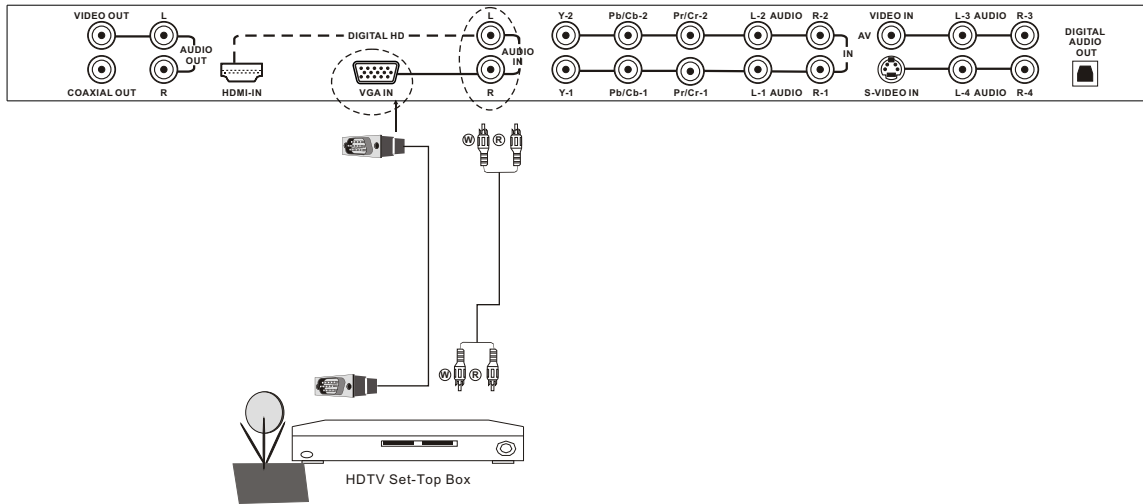 VIDEO OUT L
AUDIO
OUT
COAXIAL OUT R
DIGITAL HD
HDMI-IN
VGA IN
L
AUDIO
IN
R
Y-2 Pb/Cb-2 Pr/Cr-2 L-2 AUDIO R-2
IN
Y-1 Pb/Cb-1 Pr/Cr-1 L-1 AUDIO R-1
VIDEO IN L-3 AUDIO R-3
AV
S-VIDEO IN L-4 AUDIO R-4
DIGITAL
AUDIO
OUT
W R
W R
HDTV Set-Top Box